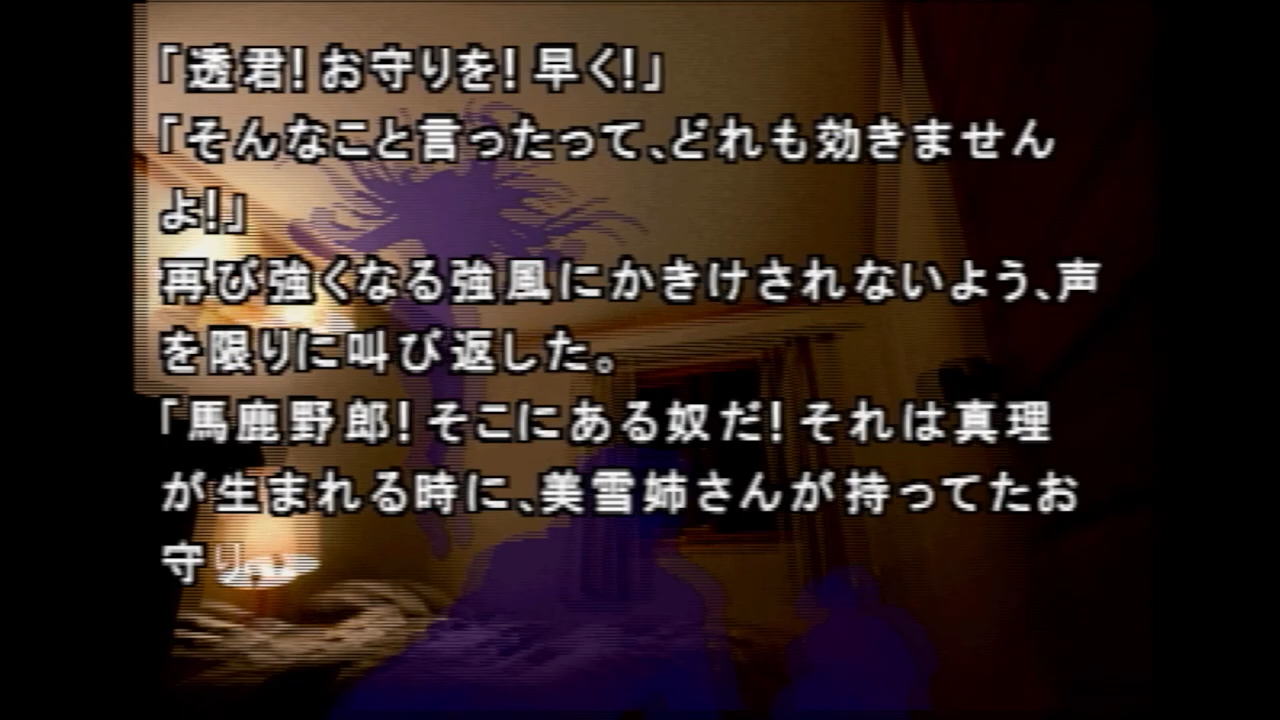 「透君！お守りを！早く！」
「そんなこと言ったって、どれも効きません
よ！」
再び強くなる強風にかきけされないよう、声
を限りに叫び返した。
「馬鹿野郎！そこにある奴だ！それは真理
が生まれる時に、美雪姉さんが持ってたお
守り